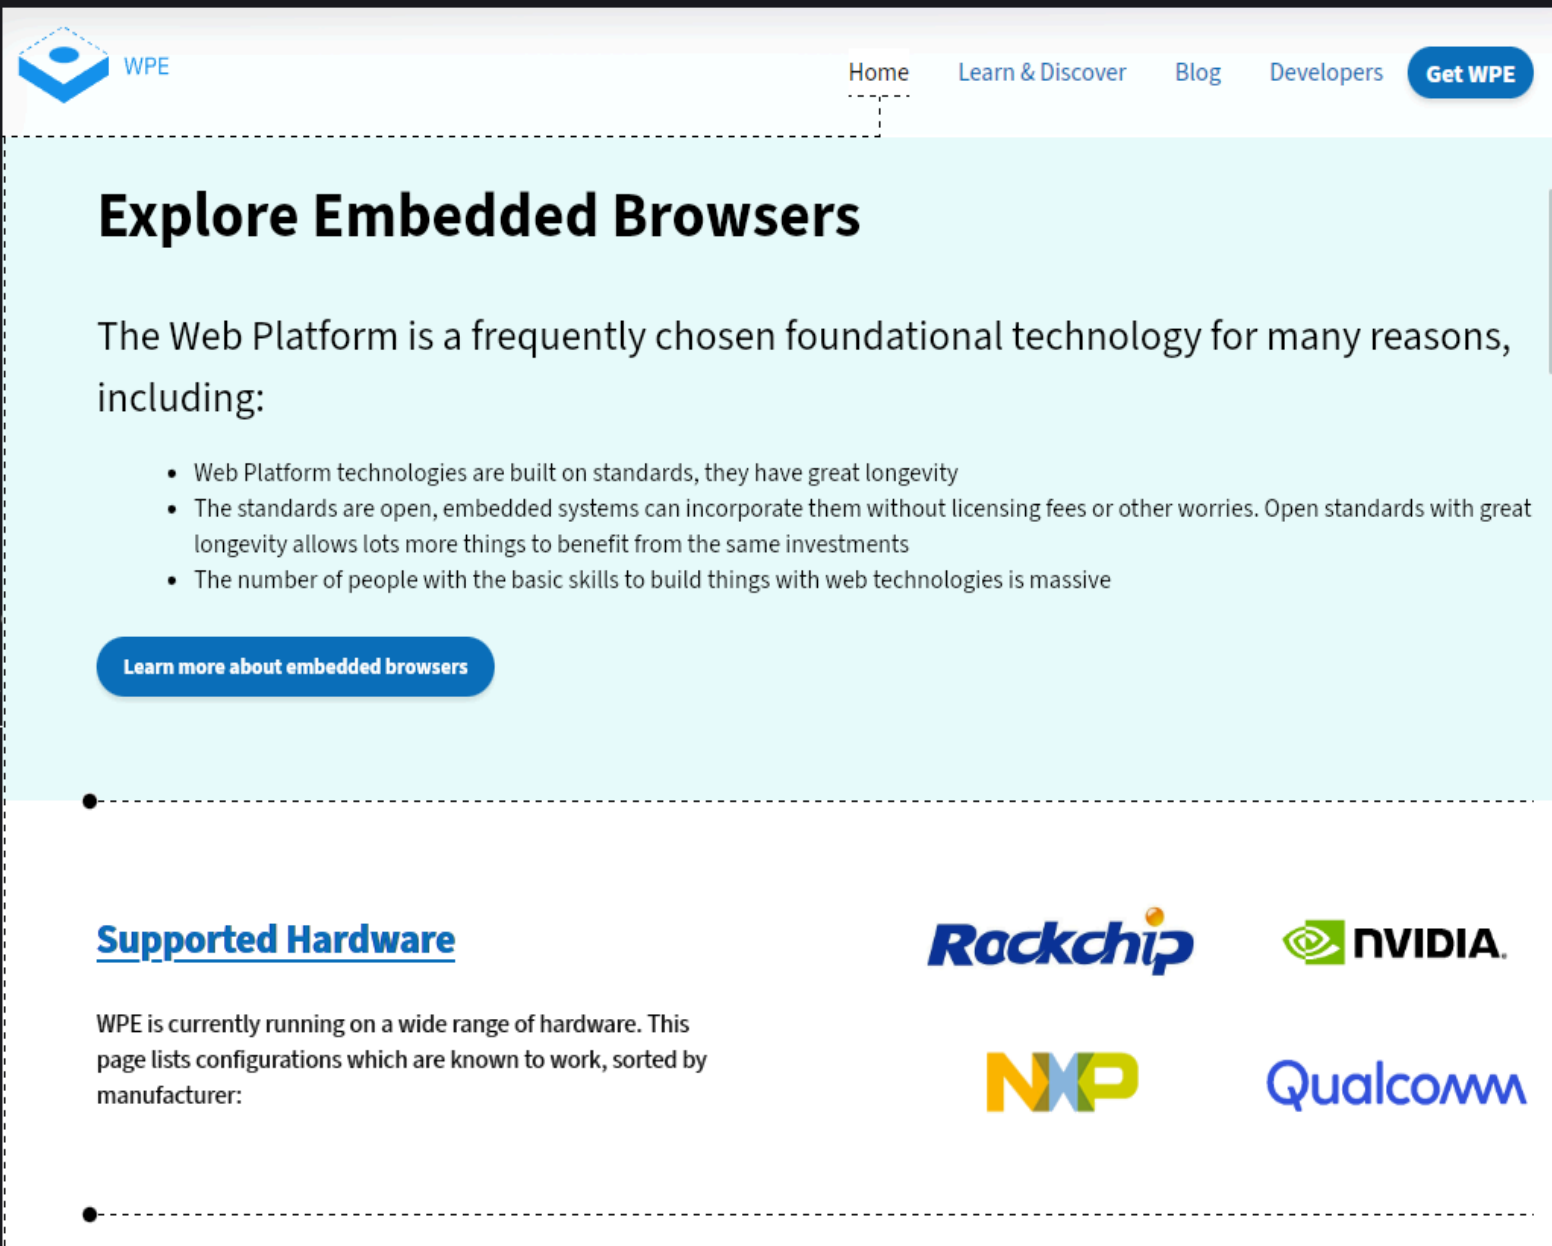 WPE
Home Learn & Discover Blog Developers Get WPE
Explore Embedded Browsers
The Web Platform is a frequently chosen foundational technology for many reasons,
including:
• Web Platform technologies are built on standards, they have great longevity
• The standards are open, embedded systems can incorporate them without licensing fees or other worries. Open standards with great
longevity allows lots more things to benefit from the same investments
• The number of people with the basic skills to build things with web technologies is massive
Learn more about embedded browsers
Supported Hardware
WPE is currently running on a wide range of hardware. This
page lists configurations which are known to work, sorted by
manufacturer:
Rockchip
NVIDIA.
NXP
Qualcomm